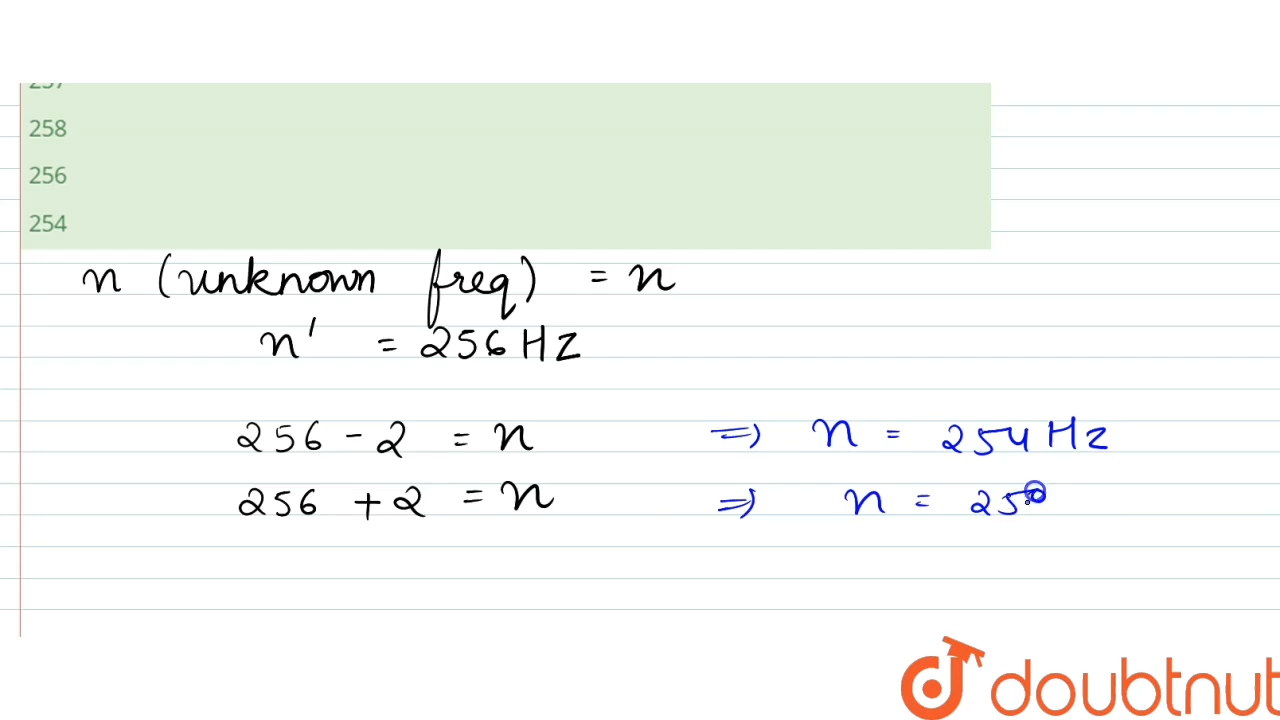 258
256
254
n (unknown freq) = n
n' = 256 Hz
256 - 2 = n ⇒ n = 254 Hz
256 + 2 = n ⇒ n = 25
doubtnut